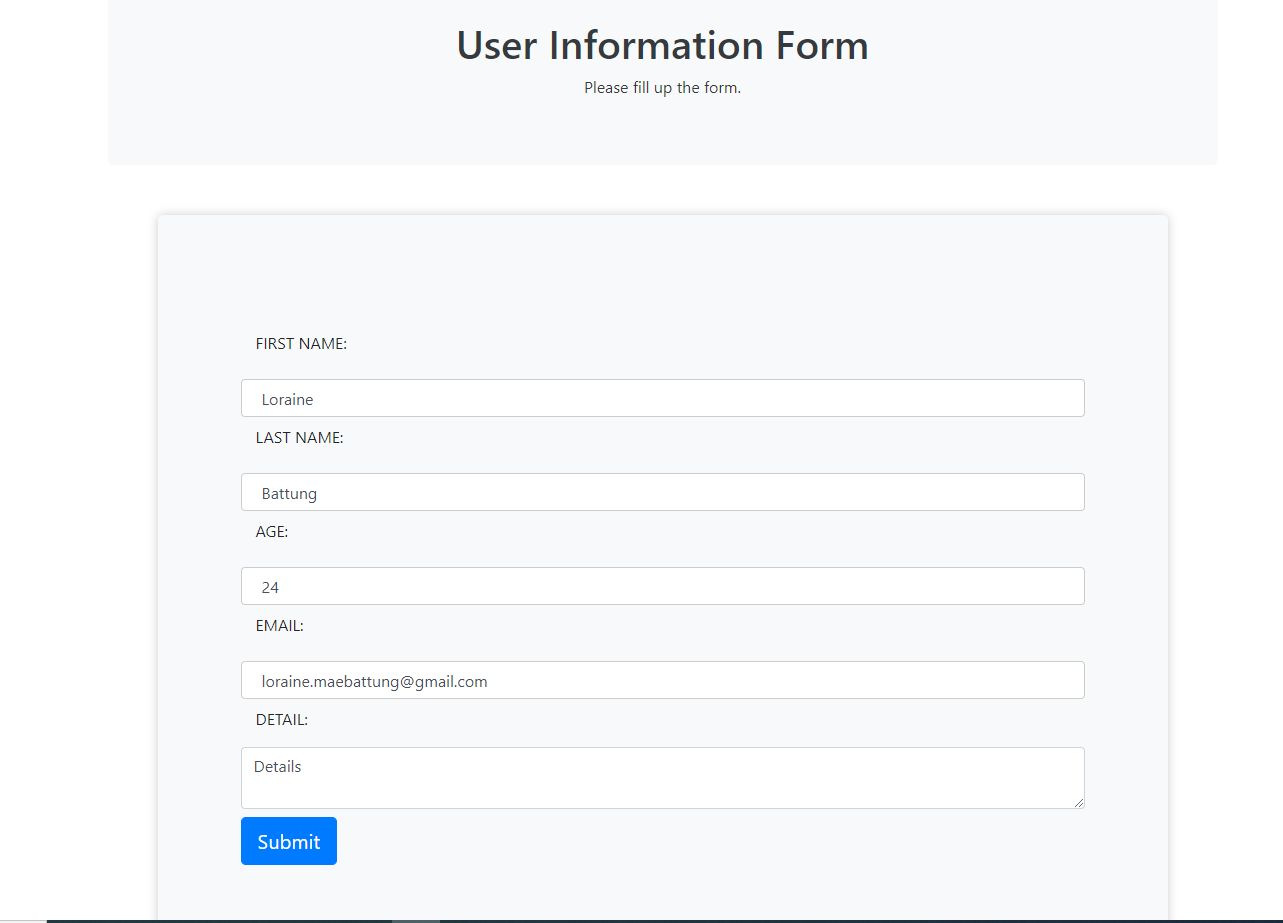 User Information Form
Please fill up the form.
FIRST NAME:
Loraine
LAST NAME:
Battung
AGE:
24
EMAIL:
loraine.maebattung@gmail.com
DETAIL:
Details
Submit